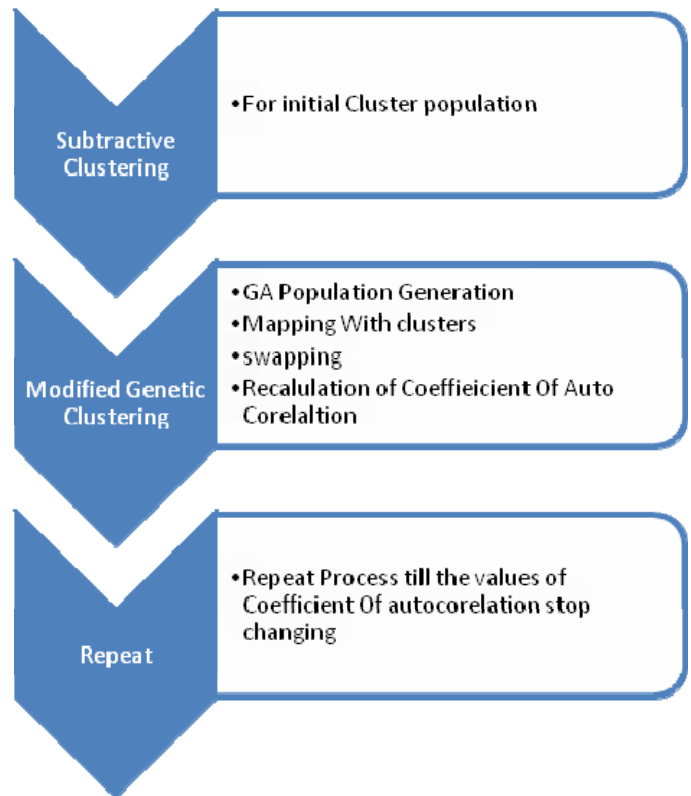 Subtractive
Clustering
•For initial Cluster population
Modified Genetic
Clustering
•GA Population Generation
•Mapping With clusters
•swapping
•Recalulation of Coeffieicient Of Auto
Corelaltion
Repeat
•Repeat Process till the values of
Coefficient Of autocorelation stop
changing